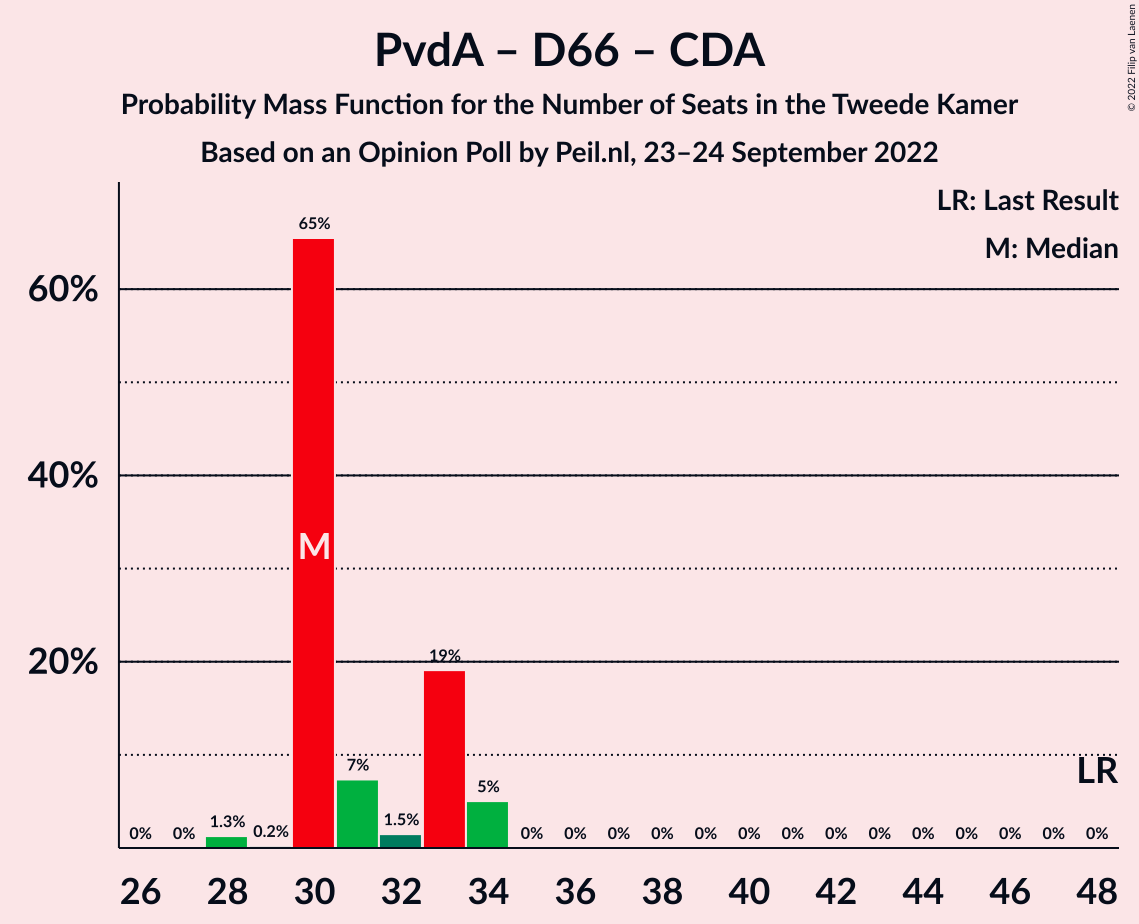 PvdA – D66 – CDA
Probability Mass Function for the Number of Seats in the Tweede Kamer
Based on an Opinion Poll by Peil.nl, 23–24 September 2022
© 2022 Filip van Laenen
LR: Last Result
M: Median
60%
40%
20%
0% 0% 1.3% 0.2% 65% 7% 1.5% 19% 5% 0% 0% 0% 0% 0% 0% 0% 0% 0% 0% 0% 0% 0% 0%
M
LR
26 28 30 32 34 36 38 40 42 44 46 48